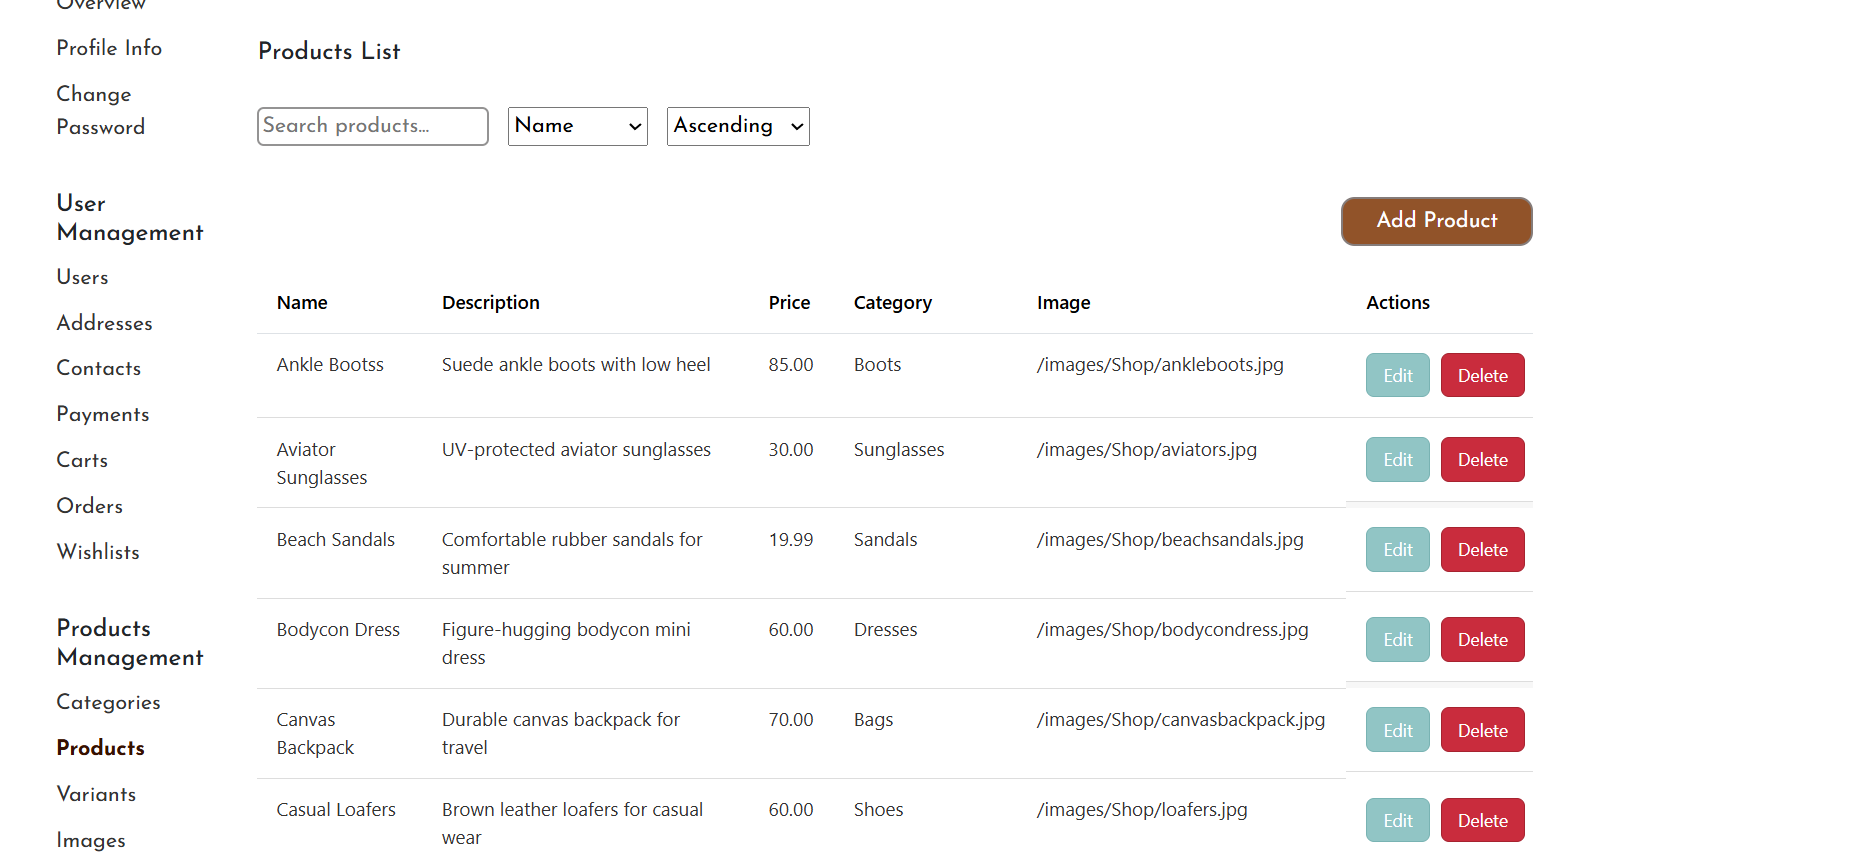 Overview
Profile Info
Change
Password
User
Management
Users
Addresses
Contacts
Payments
Carts
Orders
Wishlists
Products
Management
Categories
Products
Variants
Images
Products List
Search products...
Name
Ascending
Add Product
Name Description Price Category Image Actions
Ankle Bootss Suede ankle boots with low heel 85.00 Boots /images/Shop/ankleboots.jpg Edit Delete
Aviator UV-protected aviator sunglasses 30.00 Sunglasses /images/Shop/aviators.jpg Edit Delete
Sunglasses
Beach Sandals Comfortable rubber sandals for 19.99 Sandals /images/Shop/beachsandals.jpg Edit Delete
summer
Bodycon Dress Figure-hugging bodycon mini 60.00 Dresses /images/Shop/bodycondress.jpg Edit Delete
dress
Canvas Durable canvas backpack for 70.00 Bags /images/Shop/canvasbackpack.jpg Edit Delete
Backpack travel
Casual Loafers Brown leather loafers for casual 60.00 Shoes /images/Shop/loafers.jpg Edit Delete
wear